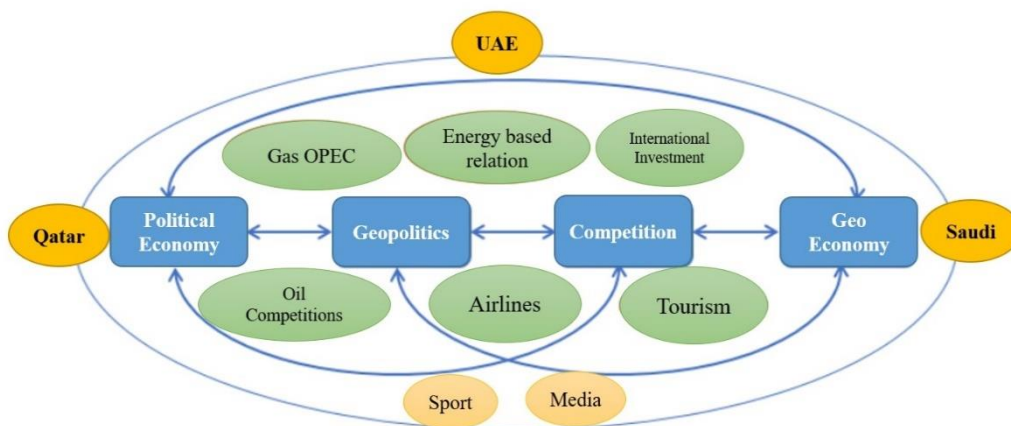 UAE
Gas OPEC
Energy based
relation
International
Investment
Qatar
Political
Economy
Geopolitics
Competition
Geo
Economy
Saudi
Oil
Competitions
Airlines
Tourism
Sport
Media